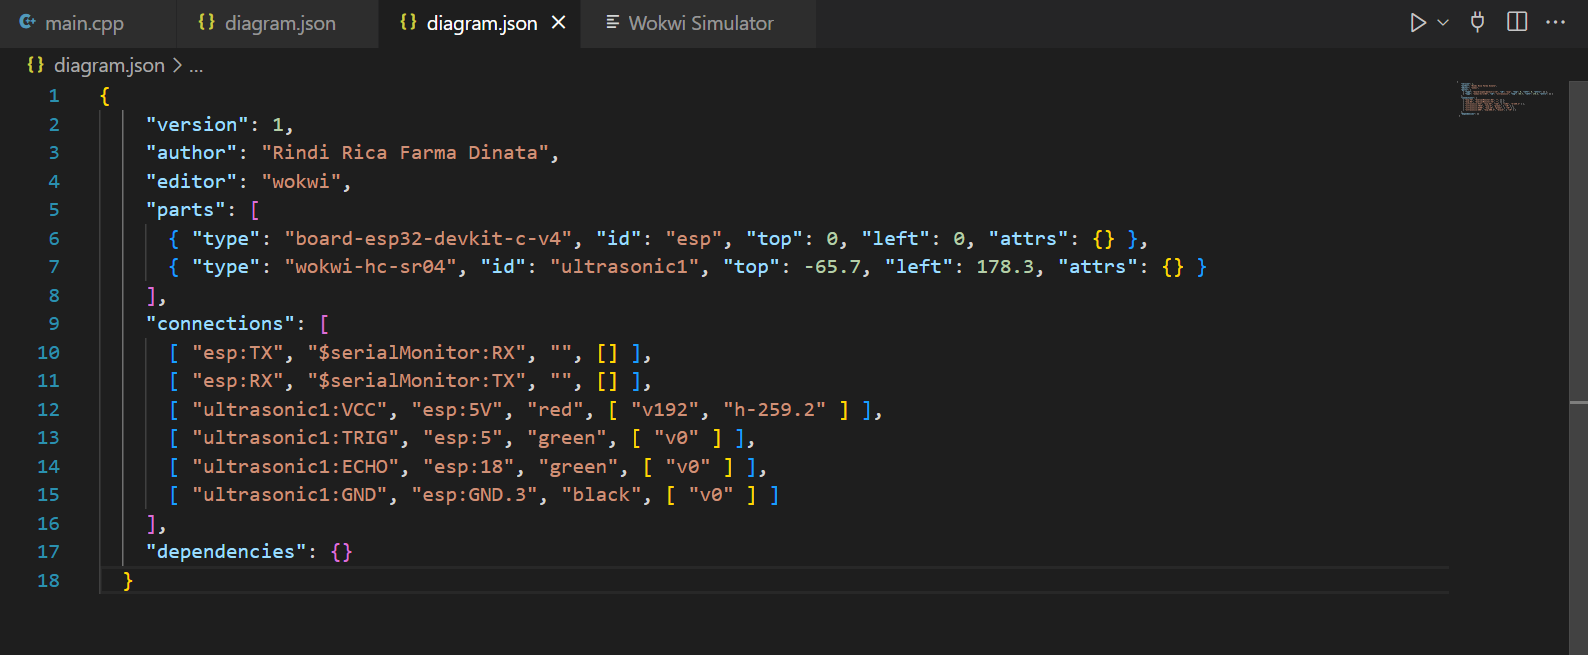 main.cpp {} diagram.json {} diagram.json Wokwi Simulator
{} diagram.json > ...
1 {
2 "version": 1,
3 "author": "Rindi Rica Farma Dinata",
4 "editor": "wokwi",
5 "parts": [
6 { "type": "board-esp32-devkit-c-v4", "id": "esp", "top": 0, "left": 0, "attrs": {} },
7 { "type": "wokwi-hc-sr04", "id": "ultrasonic1", "top": -65.7, "left": 178.3, "attrs": {} }
8 ],
9 "connections": [
10 [ "esp:TX", "$serialMonitor:RX", "", [] ],
11 [ "esp:RX", "$serialMonitor:TX", "", [] ],
12 [ "ultrasonic1:VCC", "esp:5V", "red", [ "v192", "h-259.2" ] ],
13 [ "ultrasonic1:TRIG", "esp:5", "green", [ "v0" ] ],
14 [ "ultrasonic1:ECHO", "esp:18", "green", [ "v0" ] ],
15 [ "ultrasonic1:GND", "esp:GND.3", "black", [ "v0" ] ]
16 ],
17 "dependencies": {}
18 }